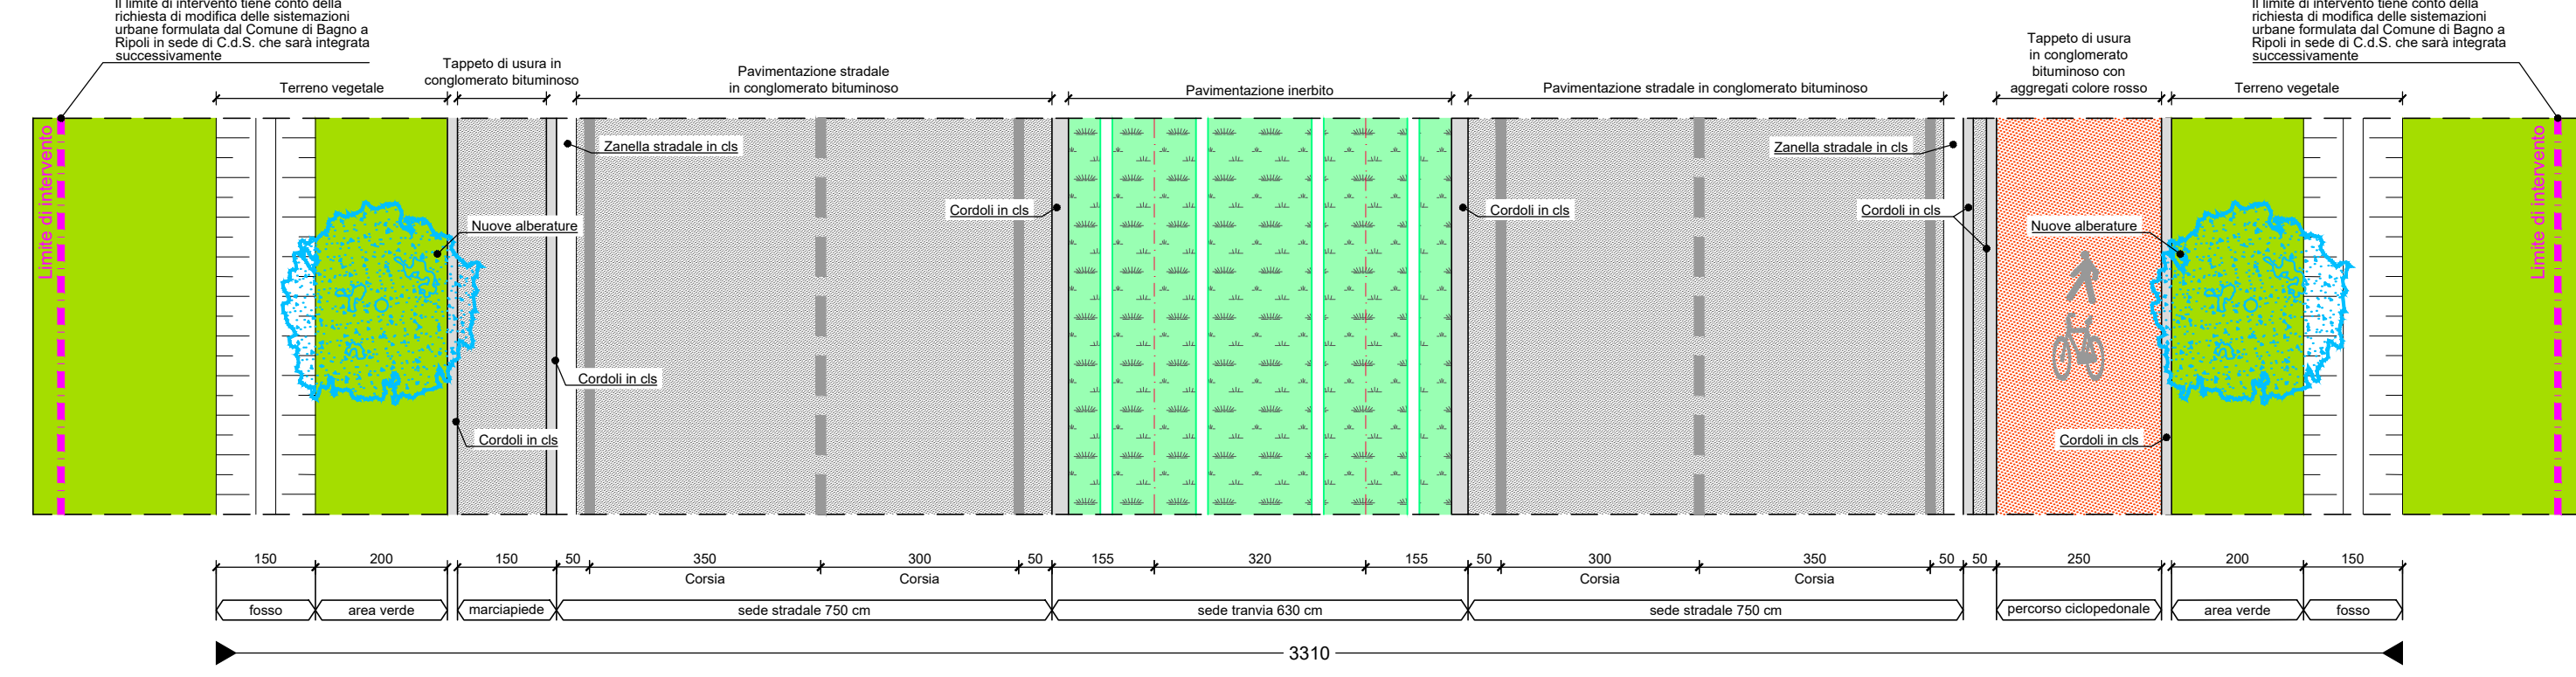 Il limite di intervento tiene conto della
richiesta di modifica delle sistemazioni
urbane formulata dal Comune di Bagno a
Ripoli in sede di C.d.S. che sarà integrata
successivamente
Il limite di intervento tiene conto della
richiesta di modifica delle sistemazioni
urbane formulata dal Comune di Bagno a
Ripoli in sede di C.d.S. che sarà integrata
successivamente
Terreno vegetale
Tappeto di usura in
conglomerato bituminoso
Pavimentazione stradale
in conglomerato bituminoso
Pavimentazione inerbito
Pavimentazione stradale in conglomerato bituminoso
Tappeto di usura
in conglomerato
bituminoso con
aggregati colore rosso
Terreno vegetale
Limite di intervento
Zanella stradale in cls
Nuove alberature
Cordoli in cls
Cordoli in cls
Cordoli in cls
Cordoli in cls
Zanella stradale in cls
Cordoli in cls
Nuove alberature
Cordoli in cls
Limite di intervento
150 200 150 50 350 300 50 155 320 155 50 300 350 50 50 250 200 150
Corsia Corsia Corsia Corsia
fosso area verde marciapiede sede stradale 750 cm sede tranvia 630 cm sede stradale 750 cm percorso ciclopedonale area verde fosso
3310